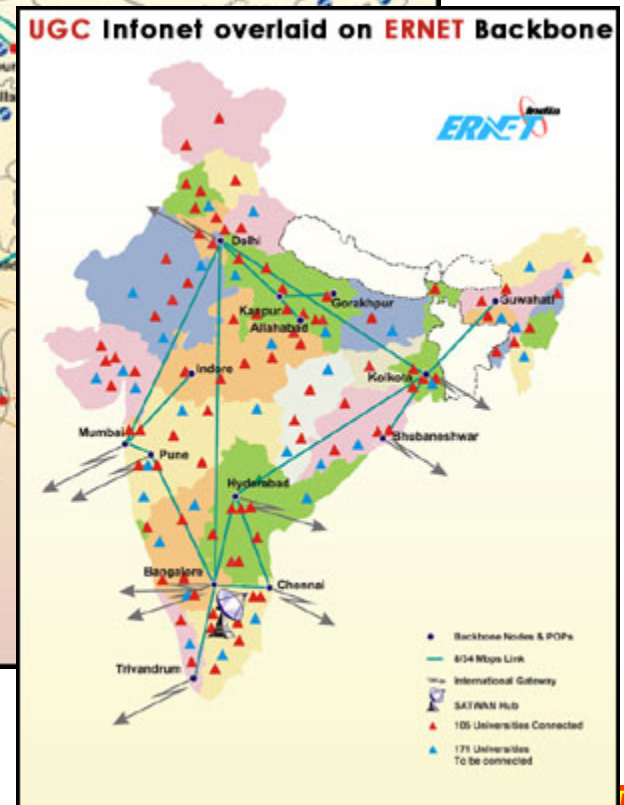 UGC Infonet overlaid on ERNET Backbone
India
ERNET
Delhi
Gorakhpur
Kanpur
Allahabad
Guwahati
Indore
Kolkota
Mumbai
Pune
Bhubaneshwar
Hyderabad
Bangalore
Chennai
Trivandrum
Backbone Nodes & POPs
8/34 Mbps Link
International Gateway
SATWAN Hub
105 Universities Connected
171 Universities
To be connected